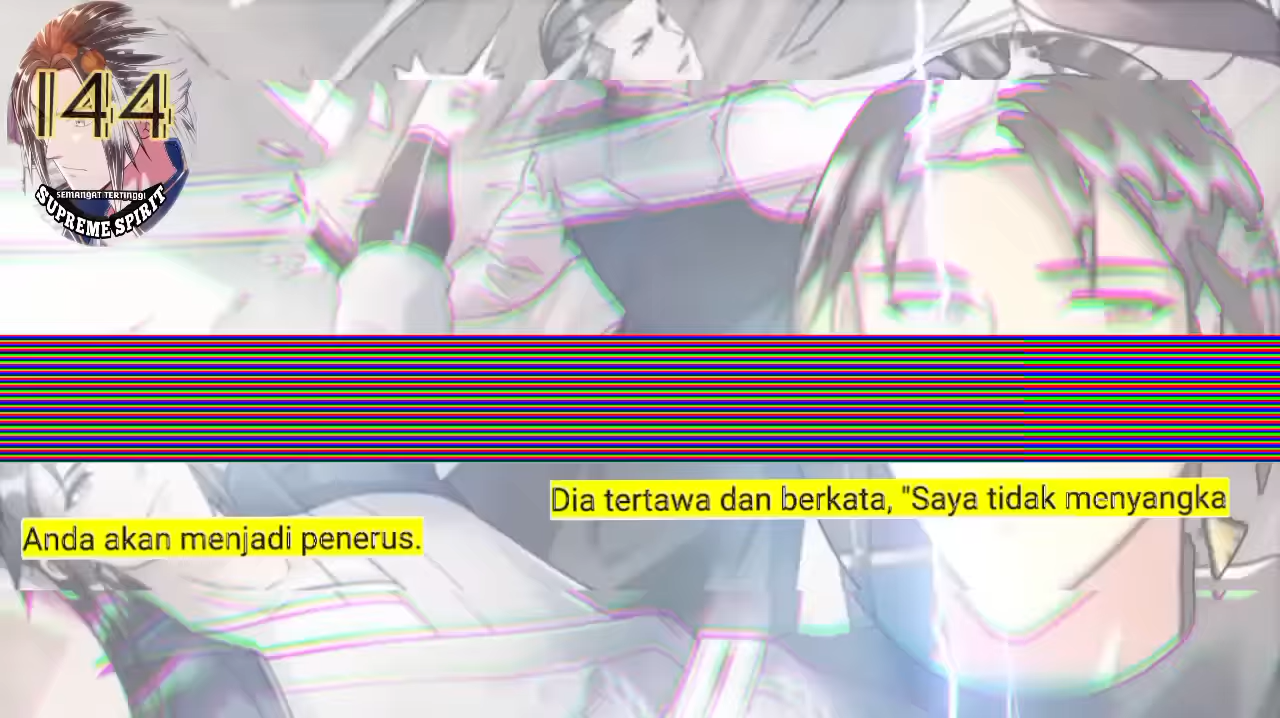 144
SEMANGAT TERTINGGI
SUPREME SPIRIT
Dia tertawa dan berkata, "Saya tidak menyangka
Anda akan menjadi penerus.